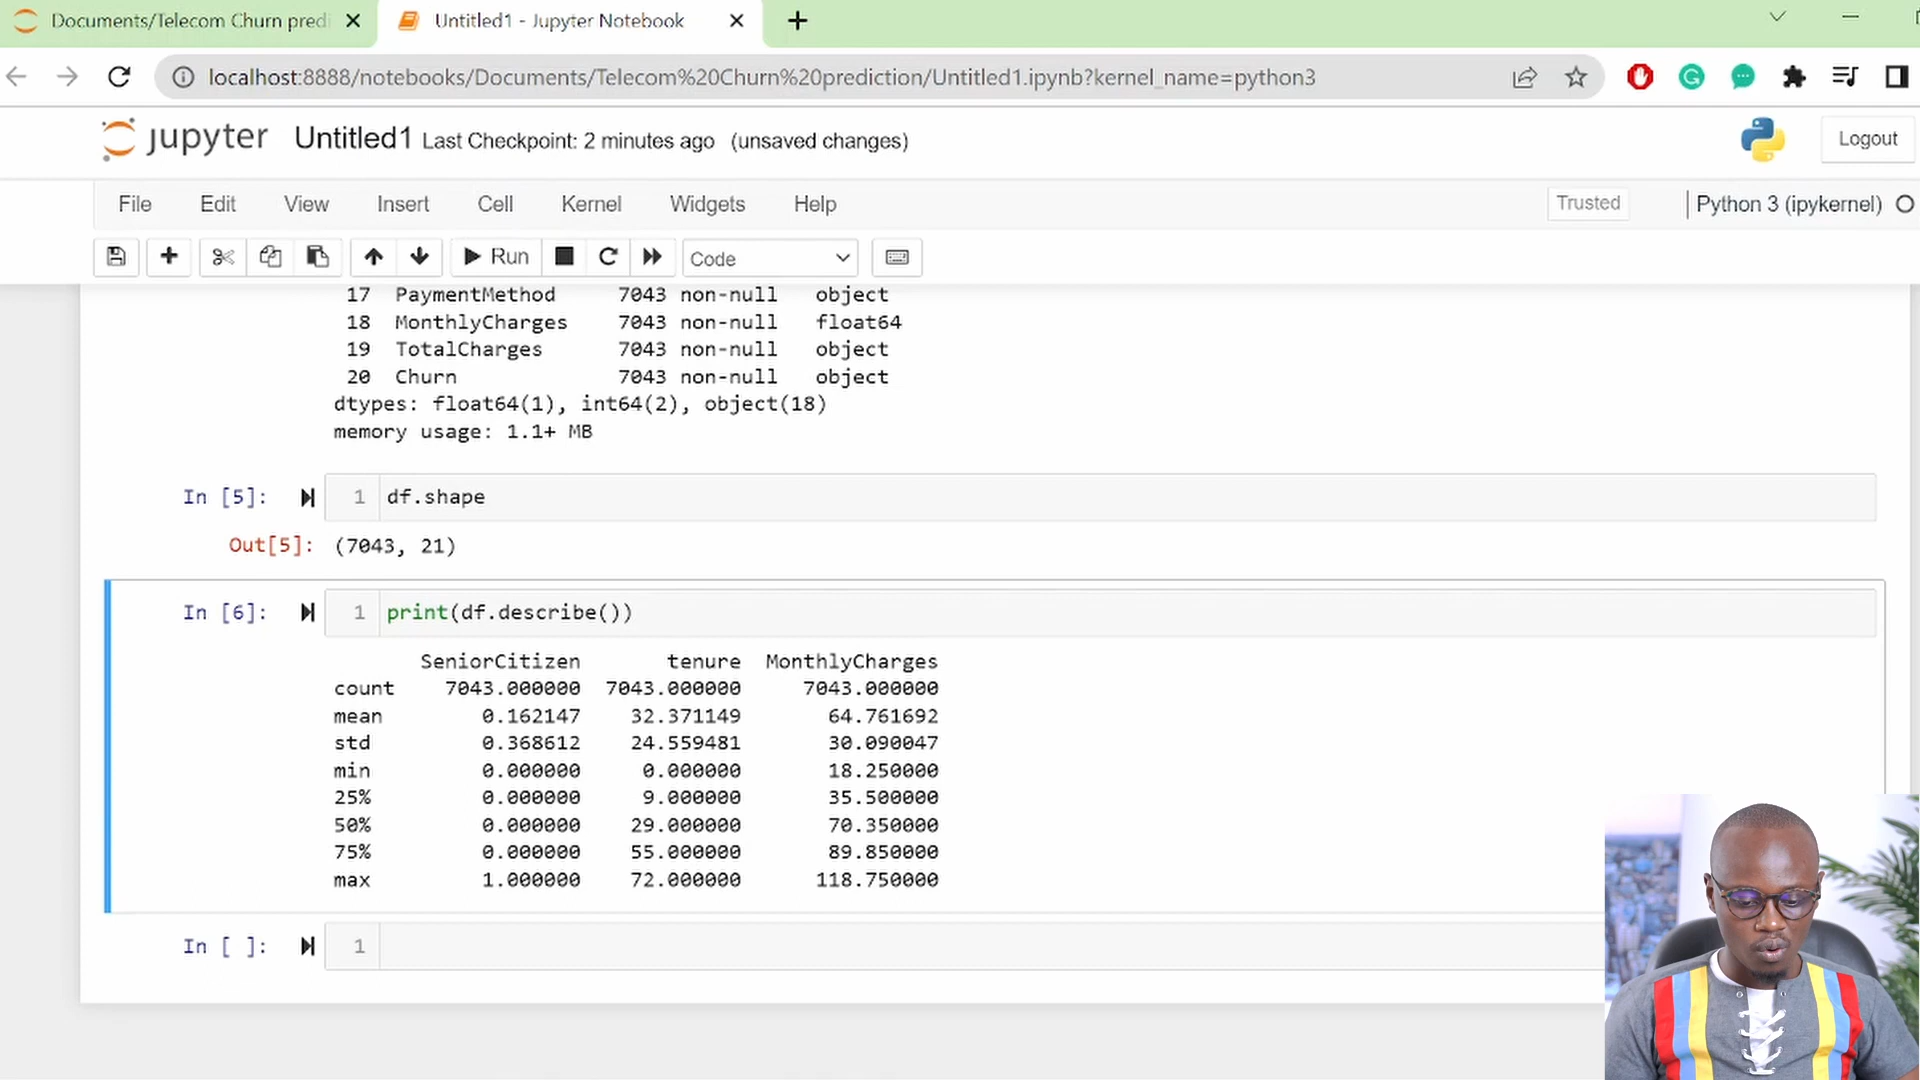 Documents/Telecom Churn predi
Untitled1 - Jupyter Notebook
localhost:8888/notebooks/Documents/Telecom%20Churn%20prediction/Untitled1.ipynb?kernel_name=python3
jupyter Untitled1 Last Checkpoint: 2 minutes ago (unsaved changes)
Logout
File Edit View Insert Cell Kernel Widgets Help
Trusted
Python 3 (ipykernel)
Run
Code
17 PaymentMethod 7043 non-null object
18 MonthlyCharges 7043 non-null float64
19 TotalCharges 7043 non-null object
20 Churn 7043 non-null object
dtypes: float64(1), int64(2), object(18)
memory usage: 1.1+ MB
In [5]: 1 df.shape
Out[5]: (7043, 21)
In [6]: 1 print(df.describe())
SeniorCitizen tenure MonthlyCharges
count 7043.000000 7043.000000 7043.000000
mean 0.162147 32.371149 64.761692
std 0.368612 24.559481 30.090047
min 0.000000 0.000000 18.250000
25% 0.000000 9.000000 35.500000
50% 0.000000 29.000000 70.350000
75% 0.000000 55.000000 89.850000
max 1.000000 72.000000 118.750000
In [ ]: 1